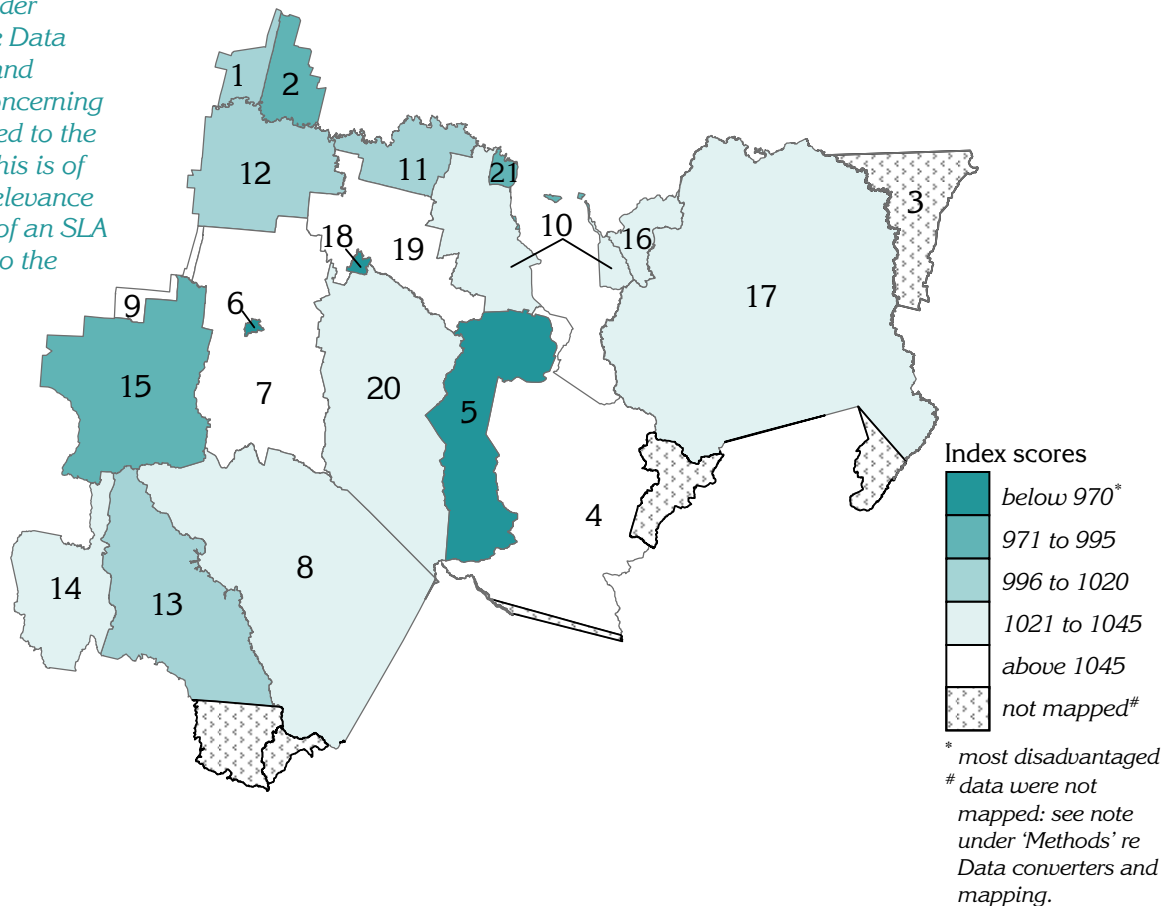 der
e Data
and
oncerning
ed to the
his is of
relevance
of an SLA
o the
1
2
12
11
21
3
10
16
18
19
17
9
6
15
7
20
5
4
14
13
8
Index scores
below 970*
971 to 995
996 to 1020
1021 to 1045
above 1045
not mapped#
* most disadvantaged
# data were not
mapped: see note
under ‘Methods’ re
Data converters and
mapping.